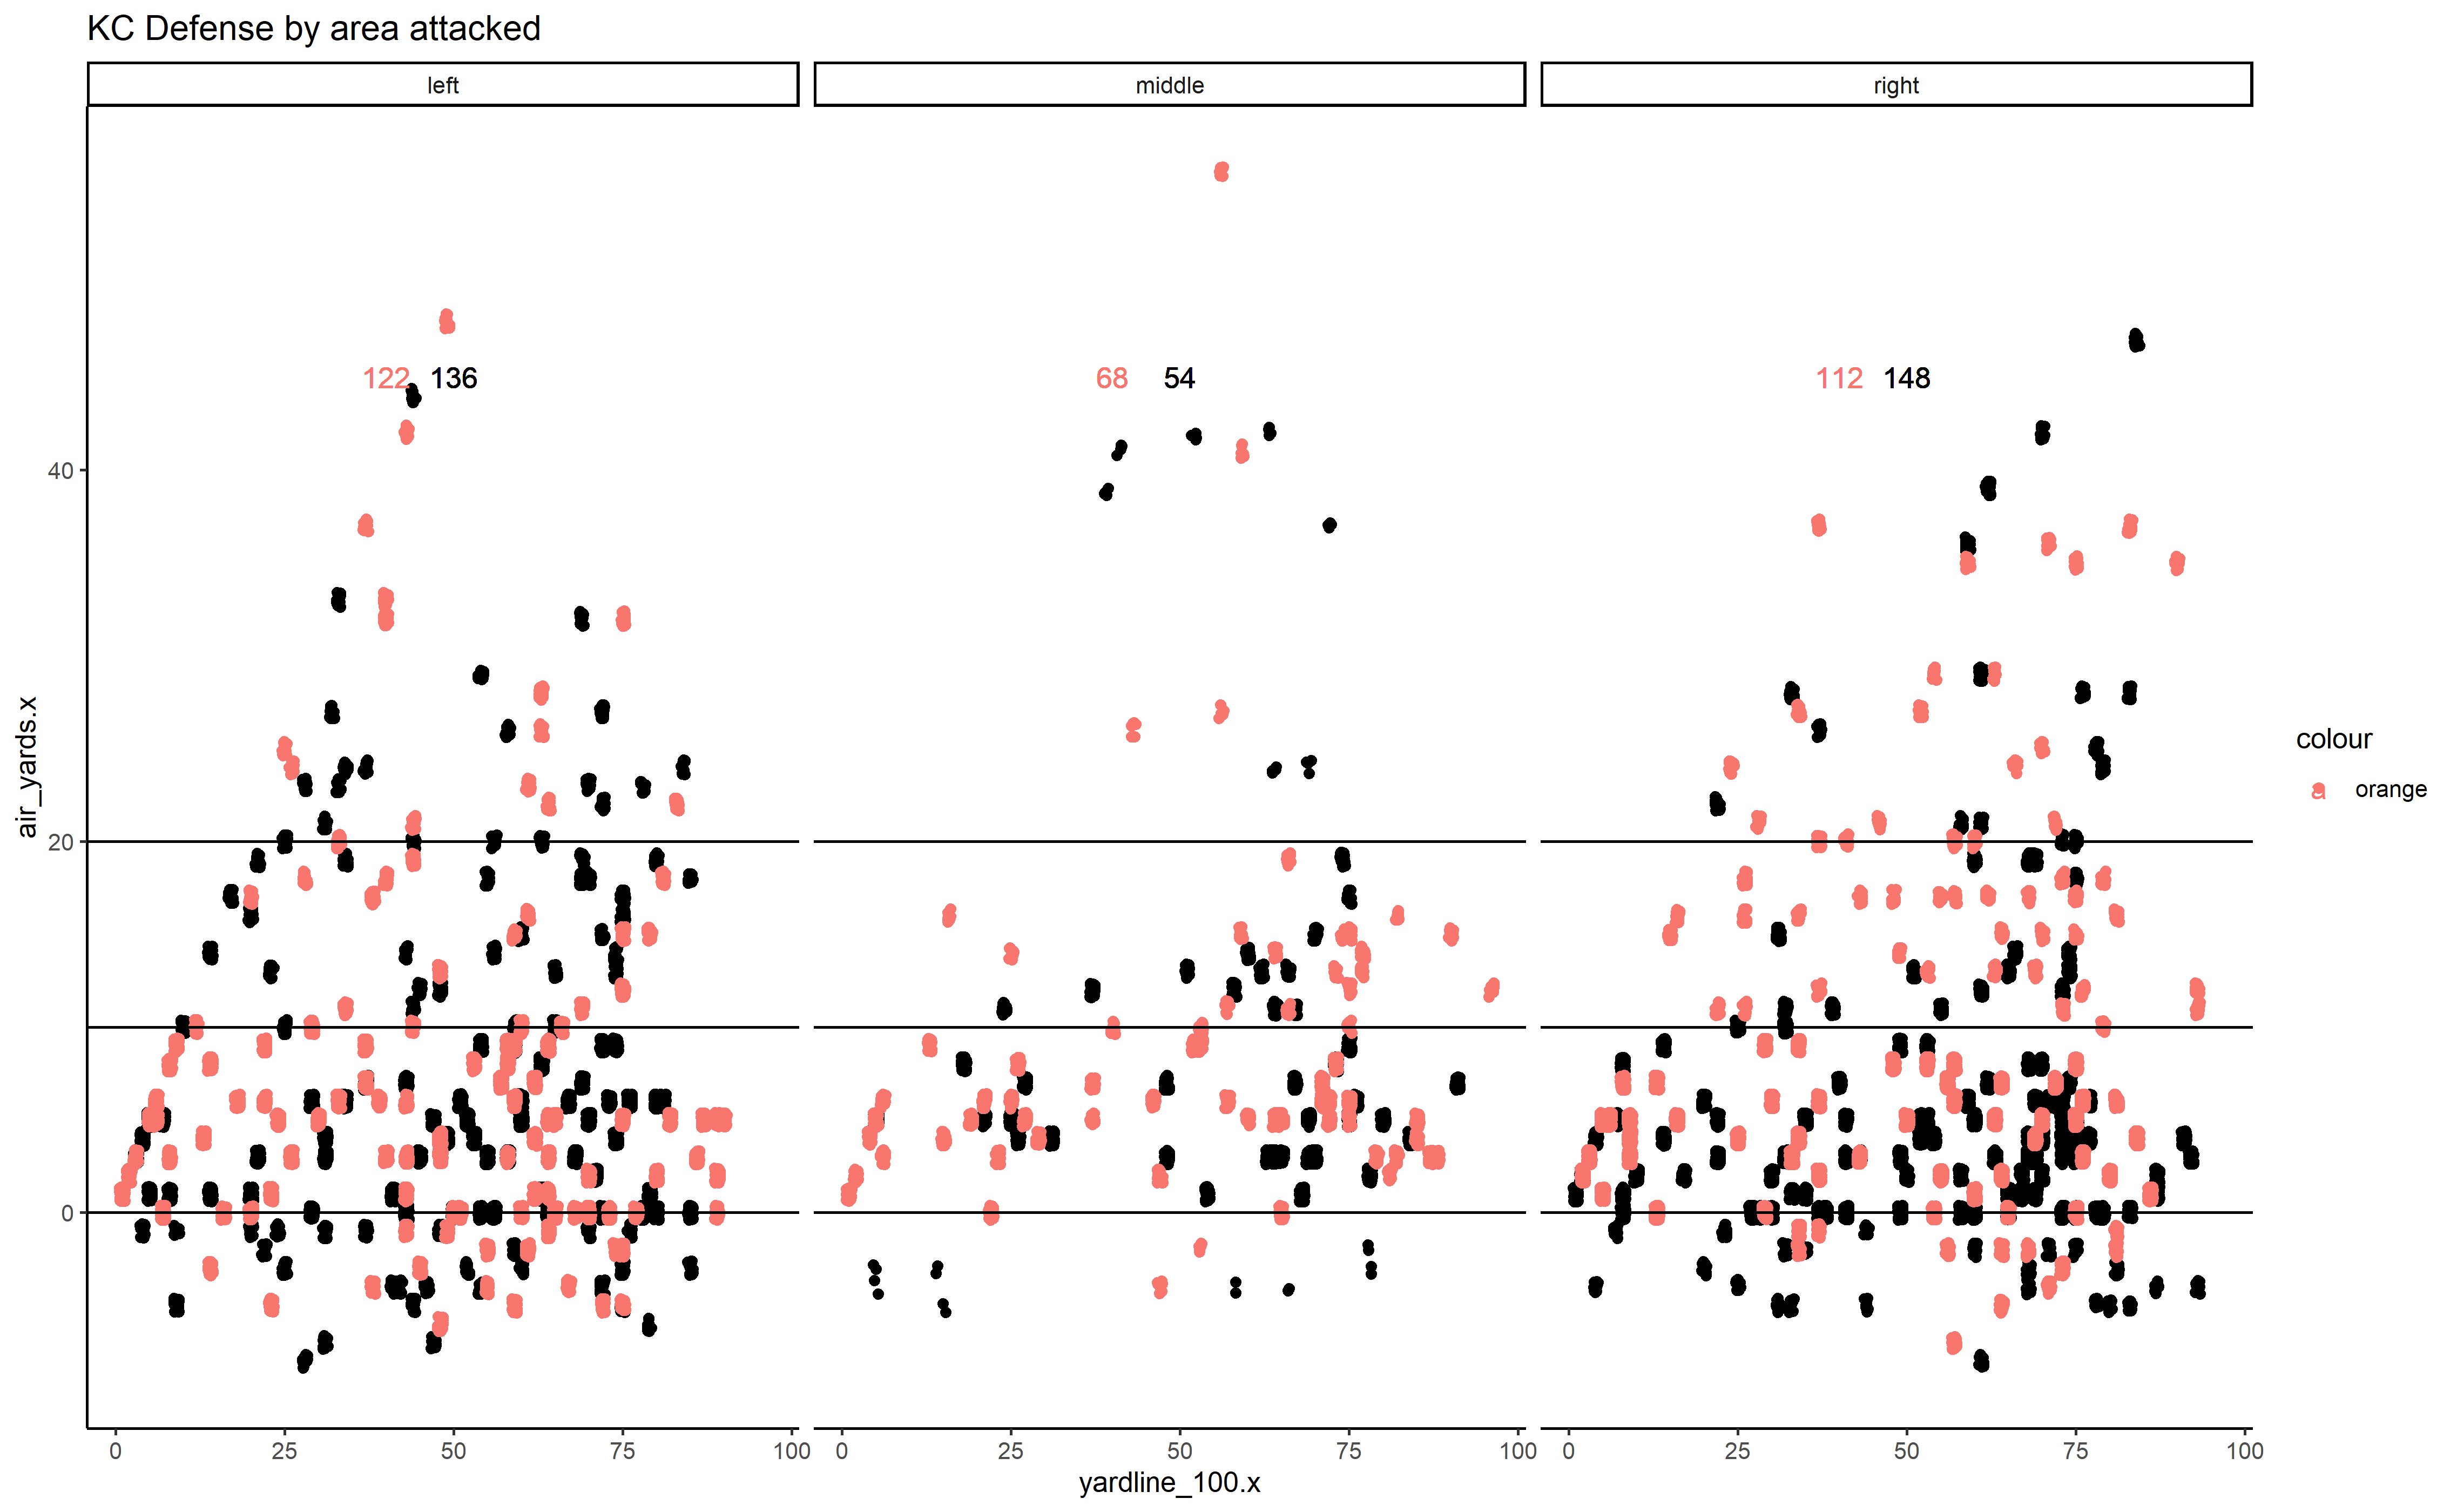 KC Defense by area attacked
left middle right
122 136 68 54 112 148
40
20
0
air_yards.x
0 25 50 75 100 0 25 50 75 100 0 25 50 75 100
yardline_100.x
colour
a orange